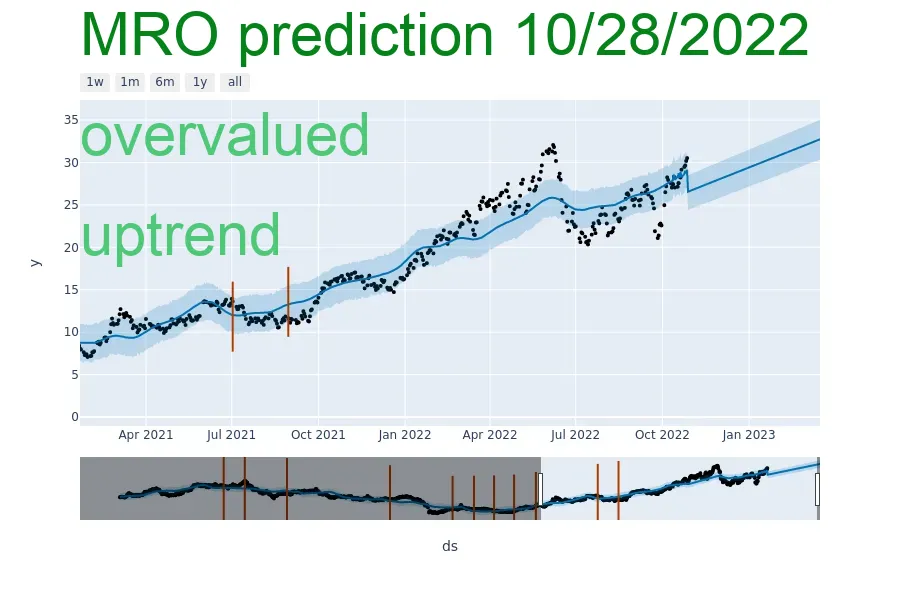 MRO prediction 10/28/2022
1w 1m 6m 1y all
overvalued
uptrend
y
35
30
25
20
15
10
5
0
Apr 2021 Jul 2021 Oct 2021 Jan 2022 Apr 2022 Jul 2022 Oct 2022 Jan 2023
ds